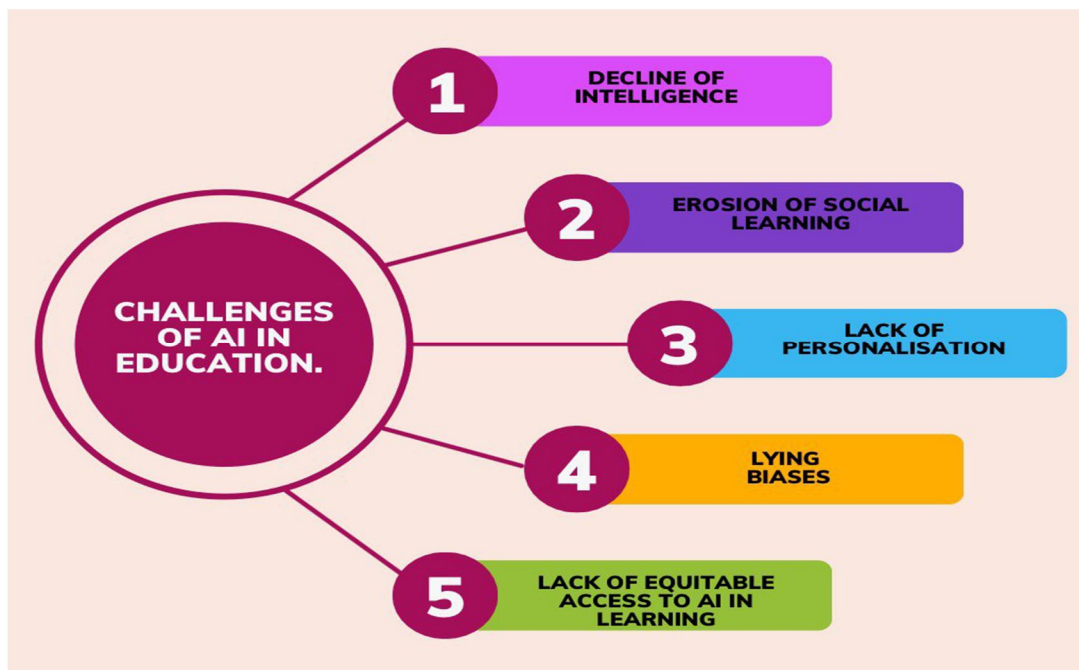 1
DECLINE OF
INTELLIGENCE
2
EROSION OF SOCIAL
LEARNING
CHALLENGES
OF AI IN
EDUCATION.
3
LACK OF
PERSONALISATION
4
LYING
BIASES
5
LACK OF EQUITABLE
ACCESS TO AI IN
LEARNING